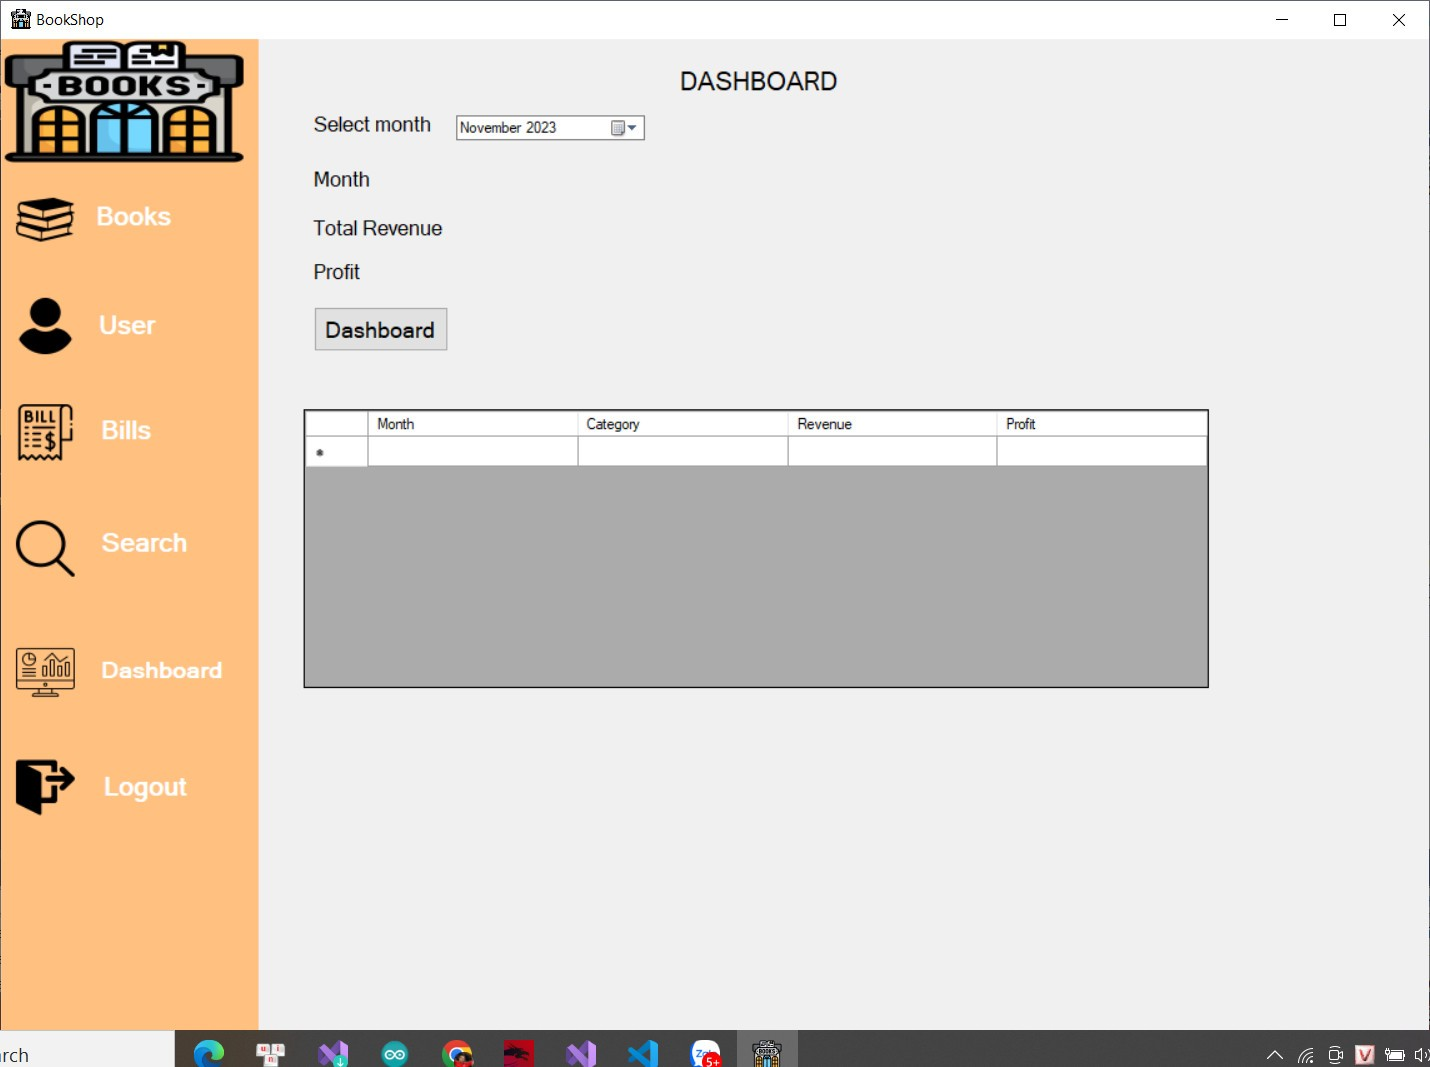 BookShop
BOOKS
DASHBOARD
Select month
November 2023
Month
Total Revenue
Profit
Dashboard
Month Category Revenue Profit
Books
User
BILL
$
Bills
Search
Dashboard
Logout
rch
u i n
5+
V